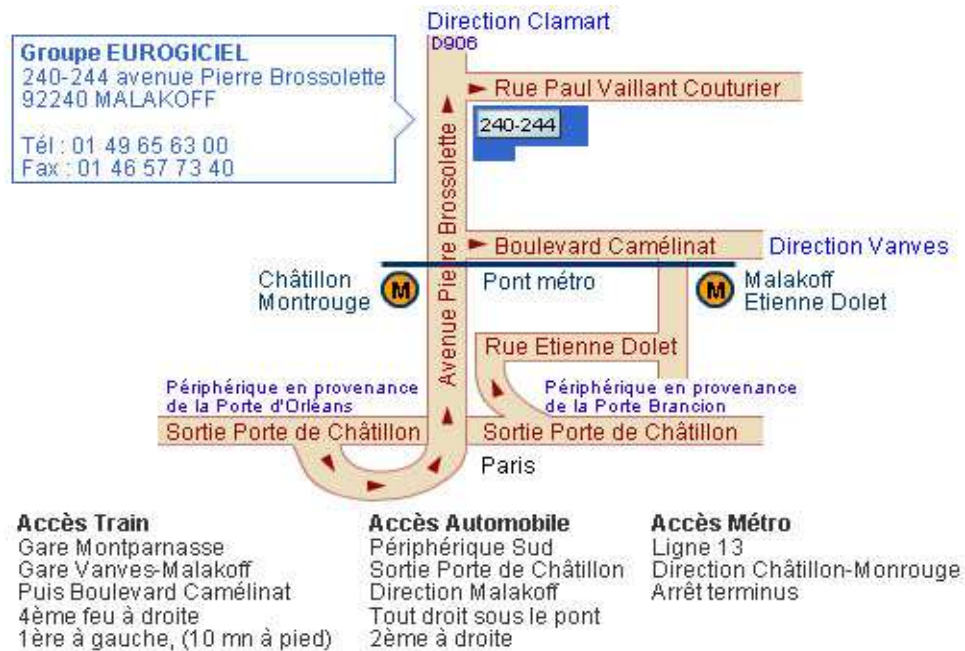 Direction Clamart
D906
Groupe EUROGICIEL
240-244 avenue Pierre Brossolette
92240 MALAKOFF
Tél : 01 49 65 63 00
Fax : 01 46 57 73 40
Rue Paul Vaillant Couturier
240-244
Avenue Pierre Brossolette
Boulevard Camélinat
Direction Vanves
Châtillon
Montrouge
M
Pont métro
M
Malakoff
Etienne Dolet
Rue Etienne Dolet
Périphérique en provenance
de la Porte d'Orléans
Périphérique en provenance
de la Porte Brancion
Sortie Porte de Châtillon
Sortie Porte de Châtillon
Paris
Accès Train
Gare Montparnasse
Gare Vanves-Malakoff
Puis Boulevard Camélinat
4ème feu à droite
1ère à gauche, (10 mn à pied)
Accès Automobile
Périphérique Sud
Sortie Porte de Châtillon
Direction Malakoff
Tout droit sous le pont
2ème à droite
Accès Métro
Ligne 13
Direction Châtillon-Monrouge
Arrêt terminus